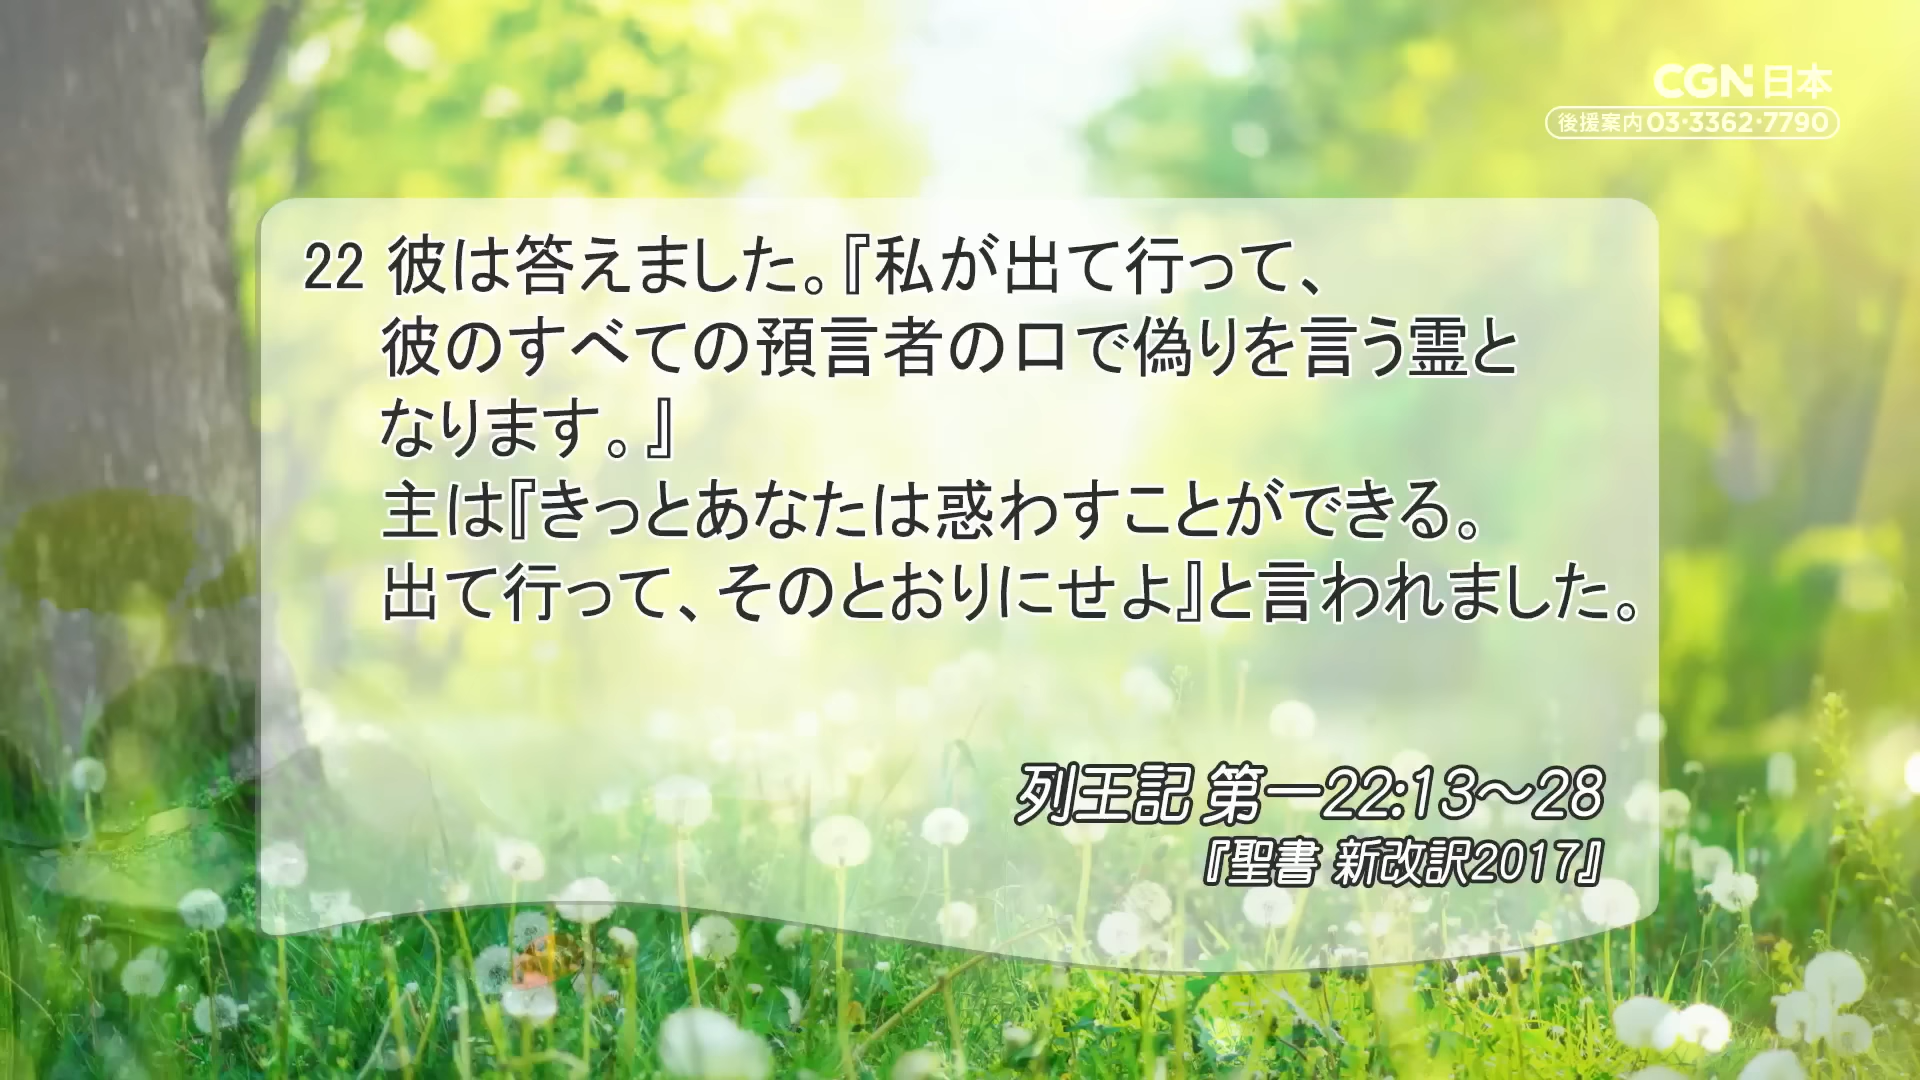 CGN日本
後援案内03·3362·7790
22 彼は答えました。『私が出て行って、
彼のすべての預言者の口で偽りを言う霊と
なります。』
主は『きっとあなたは惑わすことができる。
出て行って、そのとおりにせよ』と言われました。
列王記 第一22:13～28
『聖書 新改訳2017』